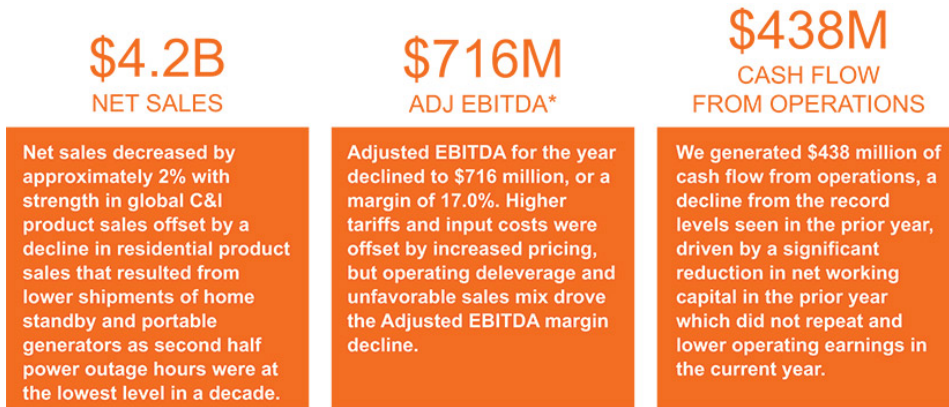 $4.2B
NET SALES
Net sales decreased by
approximately 2% with
strength in global C&I
product sales offset by a
decline in residential product
sales that resulted from
lower shipments of home
standby and portable
generators as second half
power outage hours were at
the lowest level in a decade.
$716M
ADJ EBITDA*
Adjusted EBITDA for the year
declined to $716 million, or a
margin of 17.0%. Higher
tariffs and input costs were
offset by increased pricing,
but operating deleverage and
unfavorable sales mix drove
the Adjusted EBITDA margin
decline.
$438M
CASH FLOW
FROM OPERATIONS
We generated $438 million of
cash flow from operations, a
decline from the record
levels seen in the prior year,
driven by a significant
reduction in net working
capital in the prior year
which did not repeat and
lower operating earnings in
the current year.